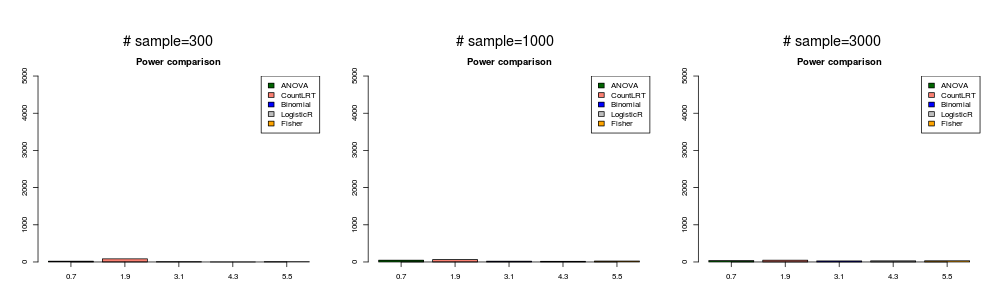 # sample=300
Power comparison
5000
4000
3000
2000
1000
0
ANOVA
CountLRT
Binomial
LogisticR
Fisher
0.7 1.9 3.1 4.3 5.5
# sample=1000
Power comparison
5000
4000
3000
2000
1000
0
ANOVA
CountLRT
Binomial
LogisticR
Fisher
0.7 1.9 3.1 4.3 5.5
# sample=3000
Power comparison
5000
4000
3000
2000
1000
0
ANOVA
CountLRT
Binomial
LogisticR
Fisher
0.7 1.9 3.1 4.3 5.5